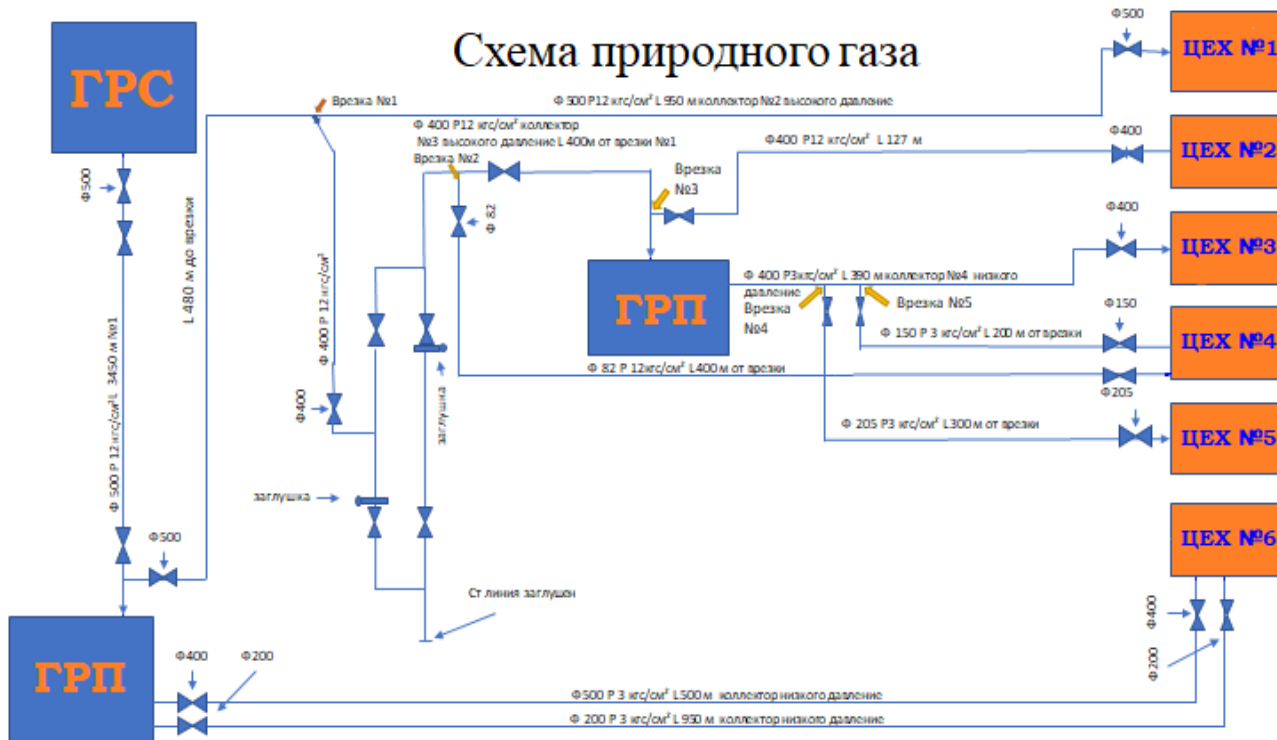 Схема природного газа
ГРС
Ф500
ЦЕХ №1
Врезка №1
Ф 500 Р12 кгс/см² L 950 м коллектор №2 высокого давление
Ф 400 Р12 кгс/см² коллектор
№3 высокого давление L 400м от врезки №1
Врезка №2
Ф400 Р12 кгс/см² L 127 м
Ф400
ЦЕХ №2
Ф500
Врезка
№3
Ф 82
L 480 м до врезки
Ф400
ЦЕХ №3
Ф 400 Р 12 кгс/см²
ГРП
Ф 400 Р3кгс/см² L 390 м коллектор №4 низкого
давление
Врезка
№4
Врезка №5
Ф150
ЦЕХ №4
Ф 150 Р 3 кгс/см² L 200 м от врезки
Ф 500 Р 12 кгс/см² L 3450 м №1
Ф 82 Р 12кгс/см² L400 м от врезки
Ф205
Ф400
заглушка
Ф 205 Р3 кгс/см² L300 м от врезки
ЦЕХ №5
заглушка
ЦЕХ №6
Ф500
Ст линия заглушен
Ф400
Ф200
ГРП
Ф400
Ф200
Ф500 Р 3 кгс/см² L500 м коллектор низкого давление
Ф 200 Р 3 кгс/см² L 950 м коллектор низкого давление